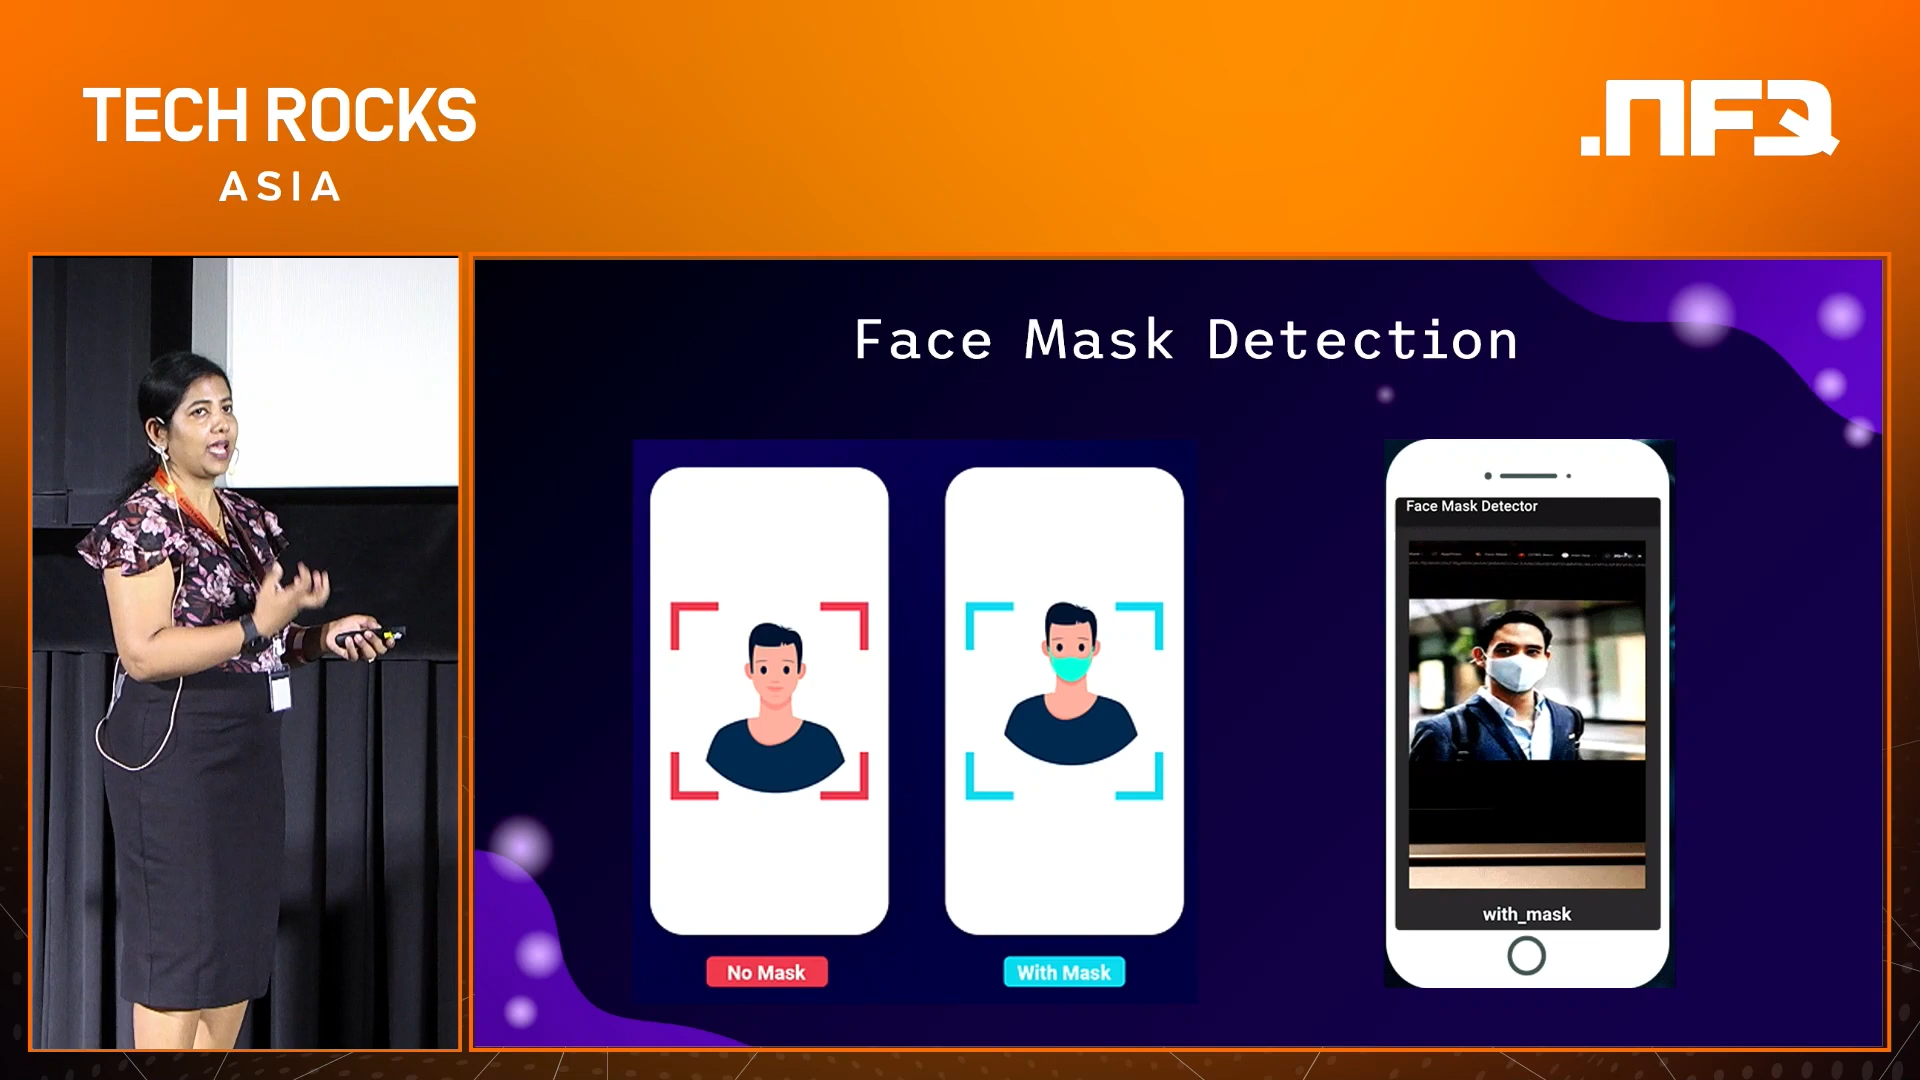 TECH ROCKS
ASIA
.NFQ
Face Mask Detection
Face Mask Detector
with_mask
No Mask
With Mask